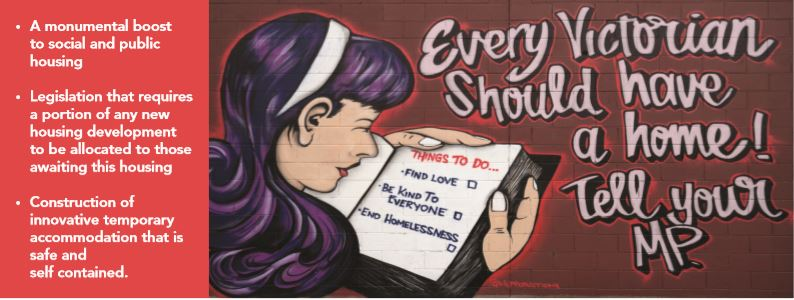 • A monumental boost
to social and public
housing
• Legislation that requires
a portion of any new
housing development
to be allocated to those
awaiting this housing
• Construction of
innovative temporary
accommodation that is
safe and
self contained.
Every Victorian
Should have
a home!
Tell your
MP.
THINGS TO DO...
• FIND LOVE
• BE KIND TO
EVERYONE
• END HOMELESSNESS